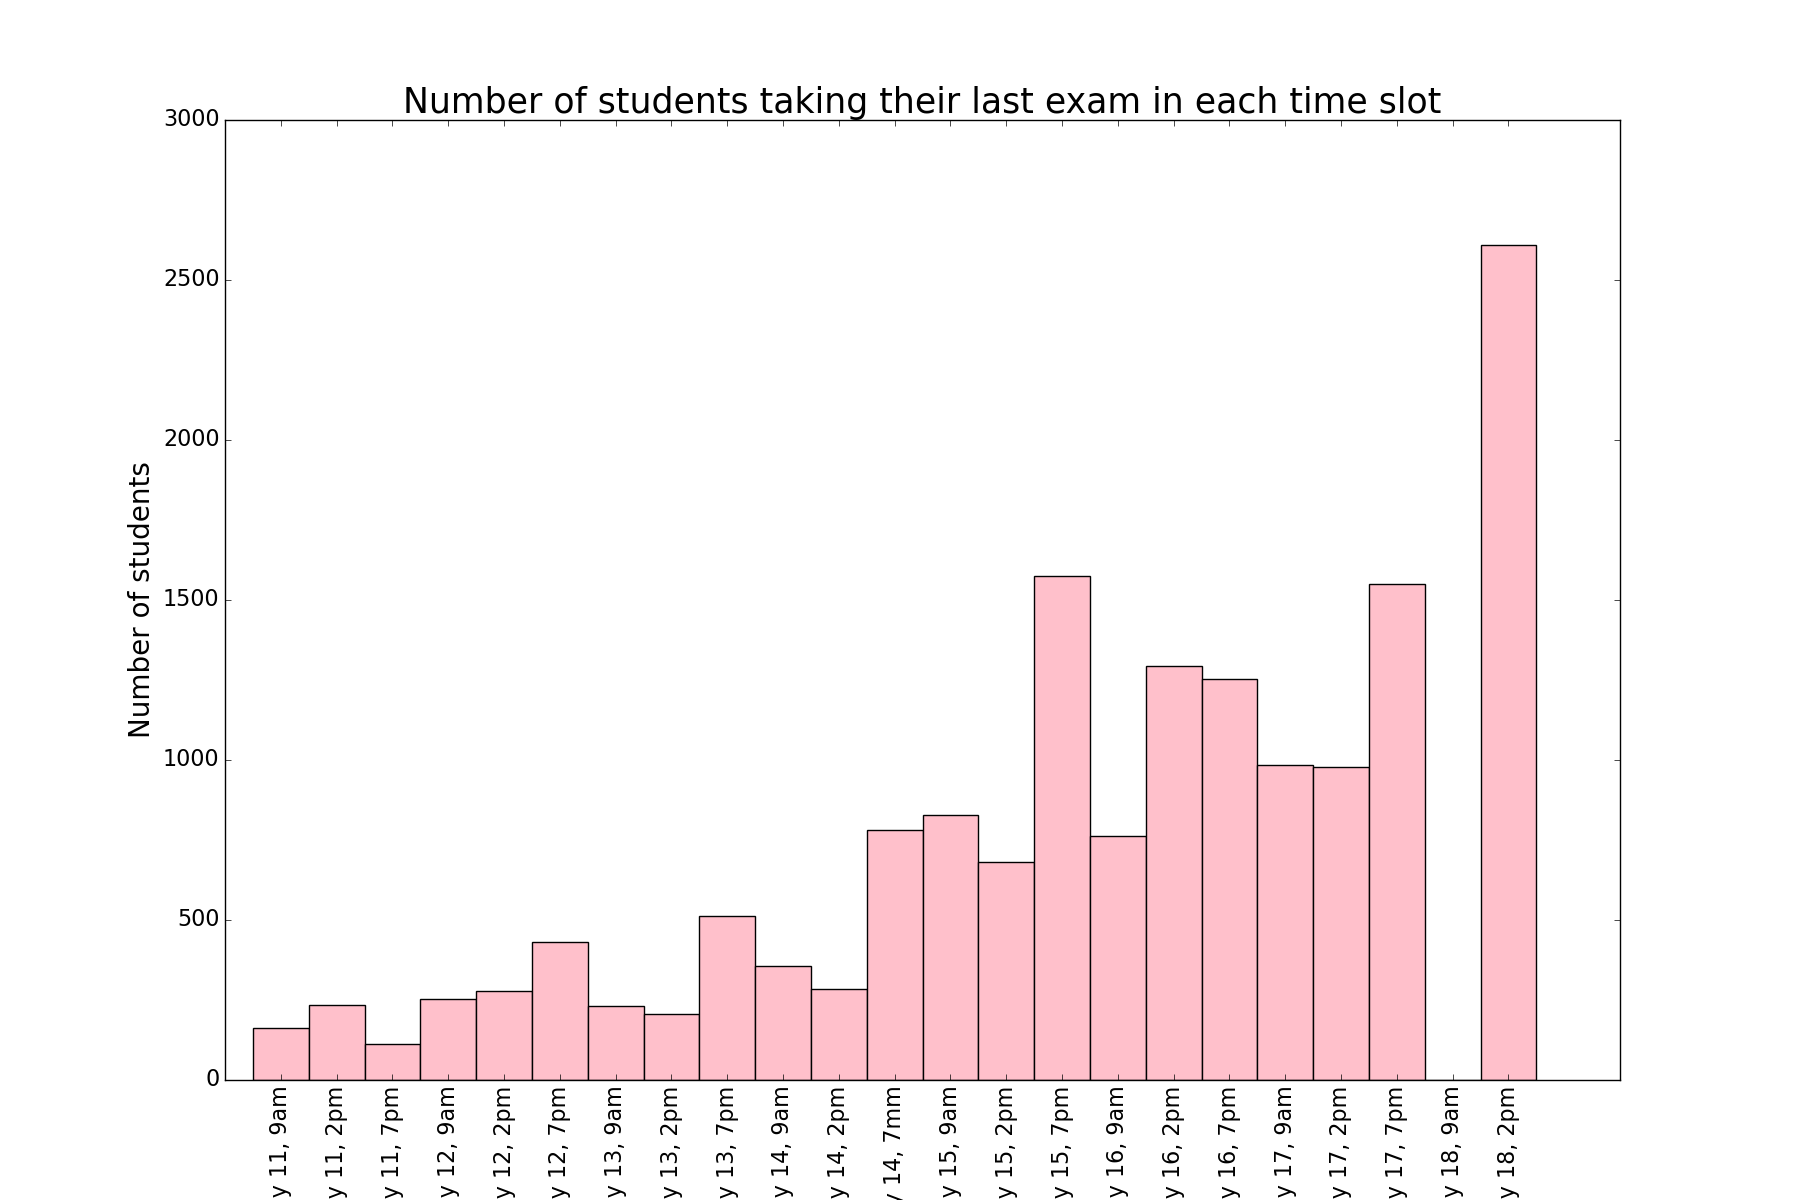 Number of students taking their last exam in each time slot
3000
2500
2000
1500
1000
500
0
Number of students
y 11, 9am
y 11, 2pm
y 11, 7pm
y 12, 9am
y 12, 2pm
y 12, 7pm
y 13, 9am
y 13, 2pm
y 13, 7pm
y 14, 9am
y 14, 2pm
y 14, 7mm
y 15, 9am
y 15, 2pm
y 15, 7pm
y 16, 9am
y 16, 2pm
y 16, 7pm
y 17, 9am
y 17, 2pm
y 17, 7pm
y 18, 9am
y 18, 2pm